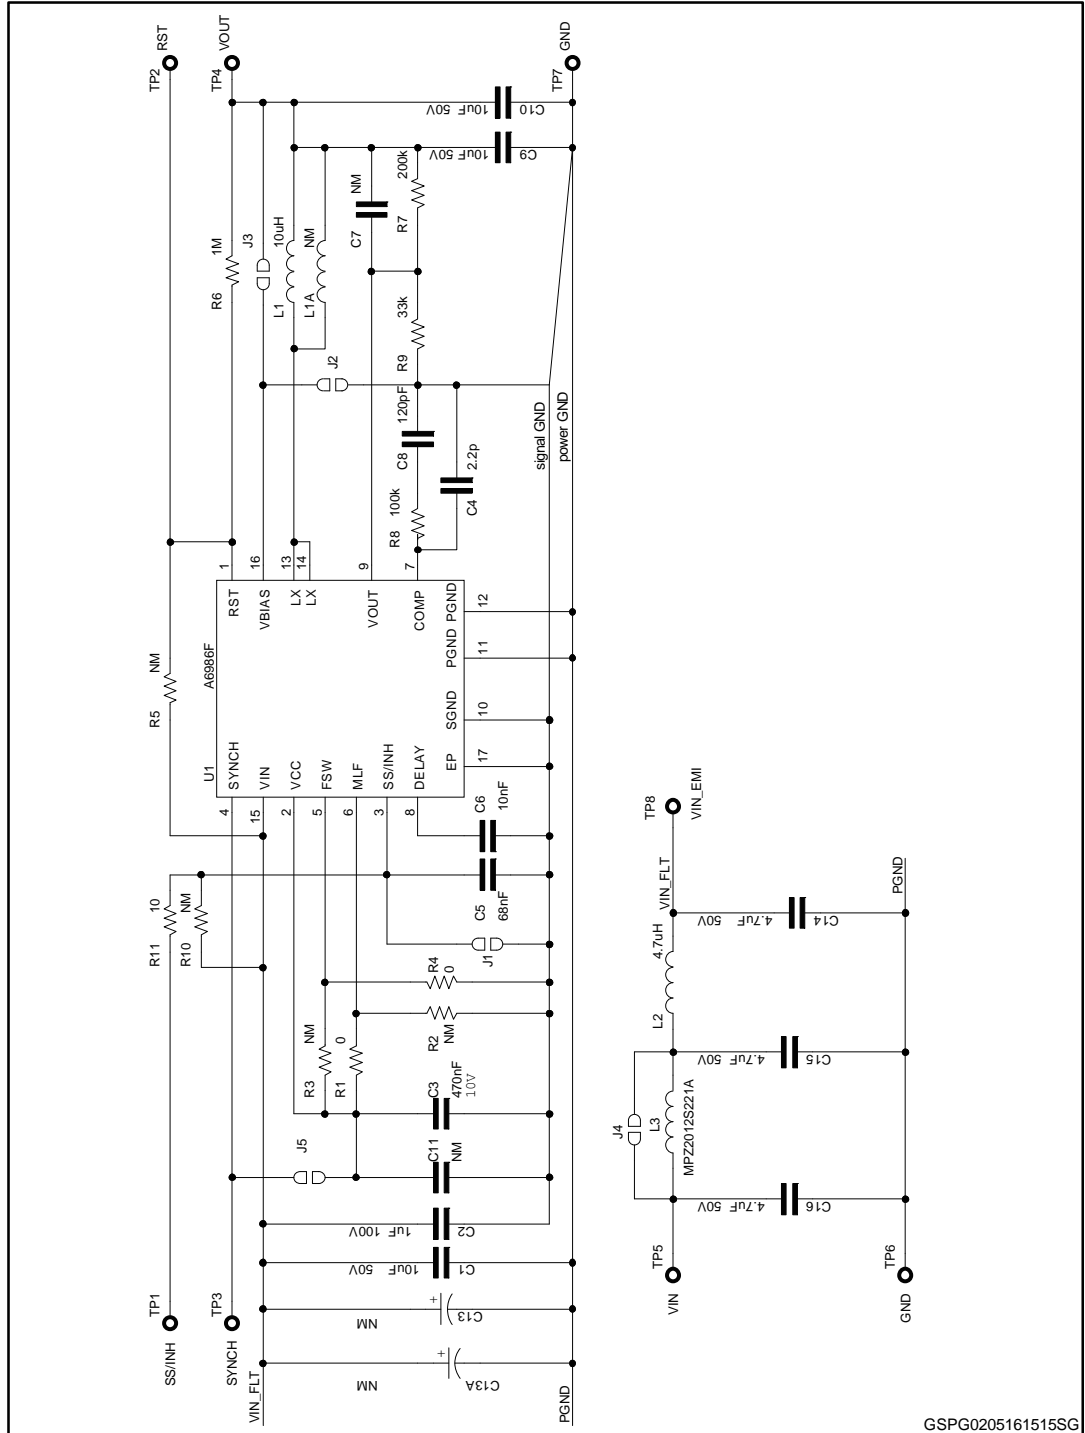 TP2 RST
TP4 VOUT
TP7 GND
10uF 50V C10
10uF 50V C9
R7 200k
C7 NM
R6 1M
J3
L1 10uH
L1A NM
R9 33k
J2
C8 120pF
C4 2.2p
R8 100k
signal GND
power GND
R5 NM
U1 A6986F
SYNCH 4
VIN 15
VCC 2
FSW 5
MLF 6
SS/INH 3
DELAY 8
RST 1
VBIAS 16
LX 13
LX 14
VOUT 9
COMP 7
EP 17
SGND 10
PGND 11
PGND 12
C6 10nF
C5 68nF
J1
R11 10
R10 NM
R4 0
R2 NM
R3 NM
R1 0
C3 470nF 10V
C11 NM
J5
1uF 100V C2
10uF 50V C1
NM C13 +
NM C13A +
SS/INH TP1
SYNCH TP3
VIN_FLT
PGND
TP8 VIN_EMI
VIN_FLT
PGND
L2 4.7uH
4.7uF 50V C14
4.7uF 50V C15
4.7uF 50V C16
J4
L3
MPZ2012S221A
VIN TP5
GND TP6
GSPG0205161515SG